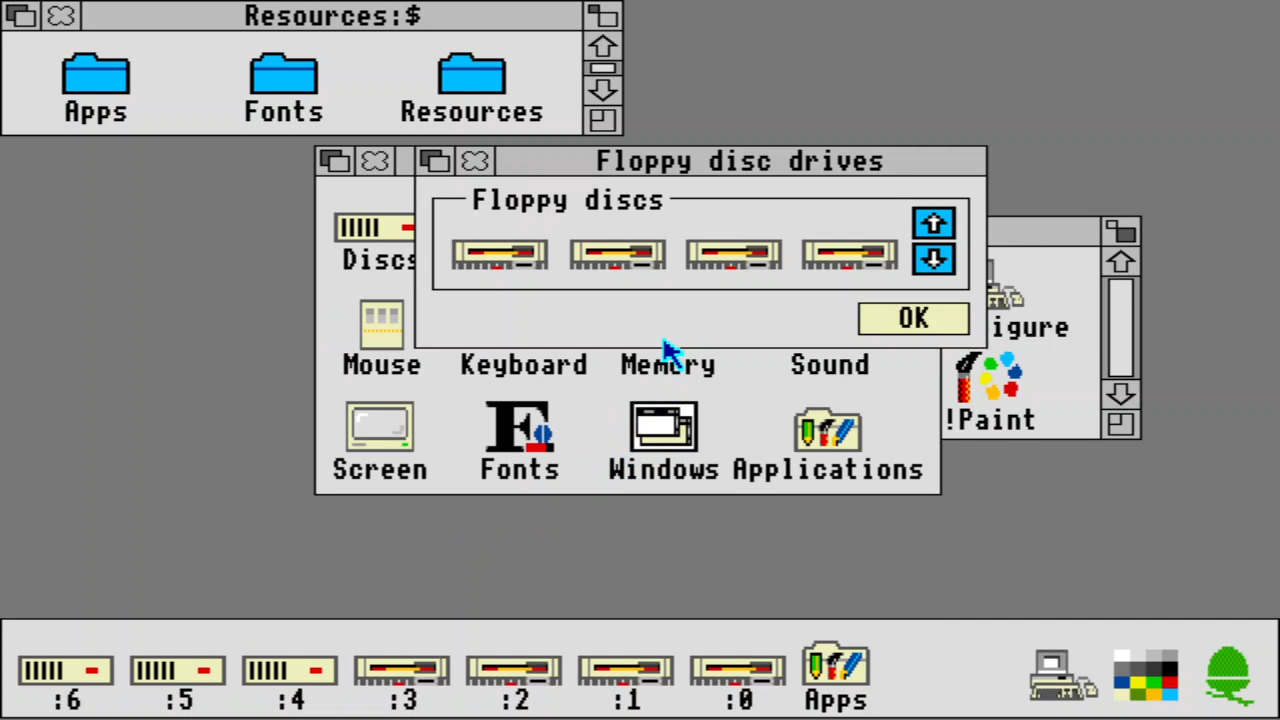 Resources:$
Apps Fonts Resources
Floppy disc drives
Floppy discs
Discs
OK
igure
Mouse Keyboard Memory Sound
!Paint
Screen Fonts Windows Applications
:6 :5 :4 :3 :2 :1 :0 Apps